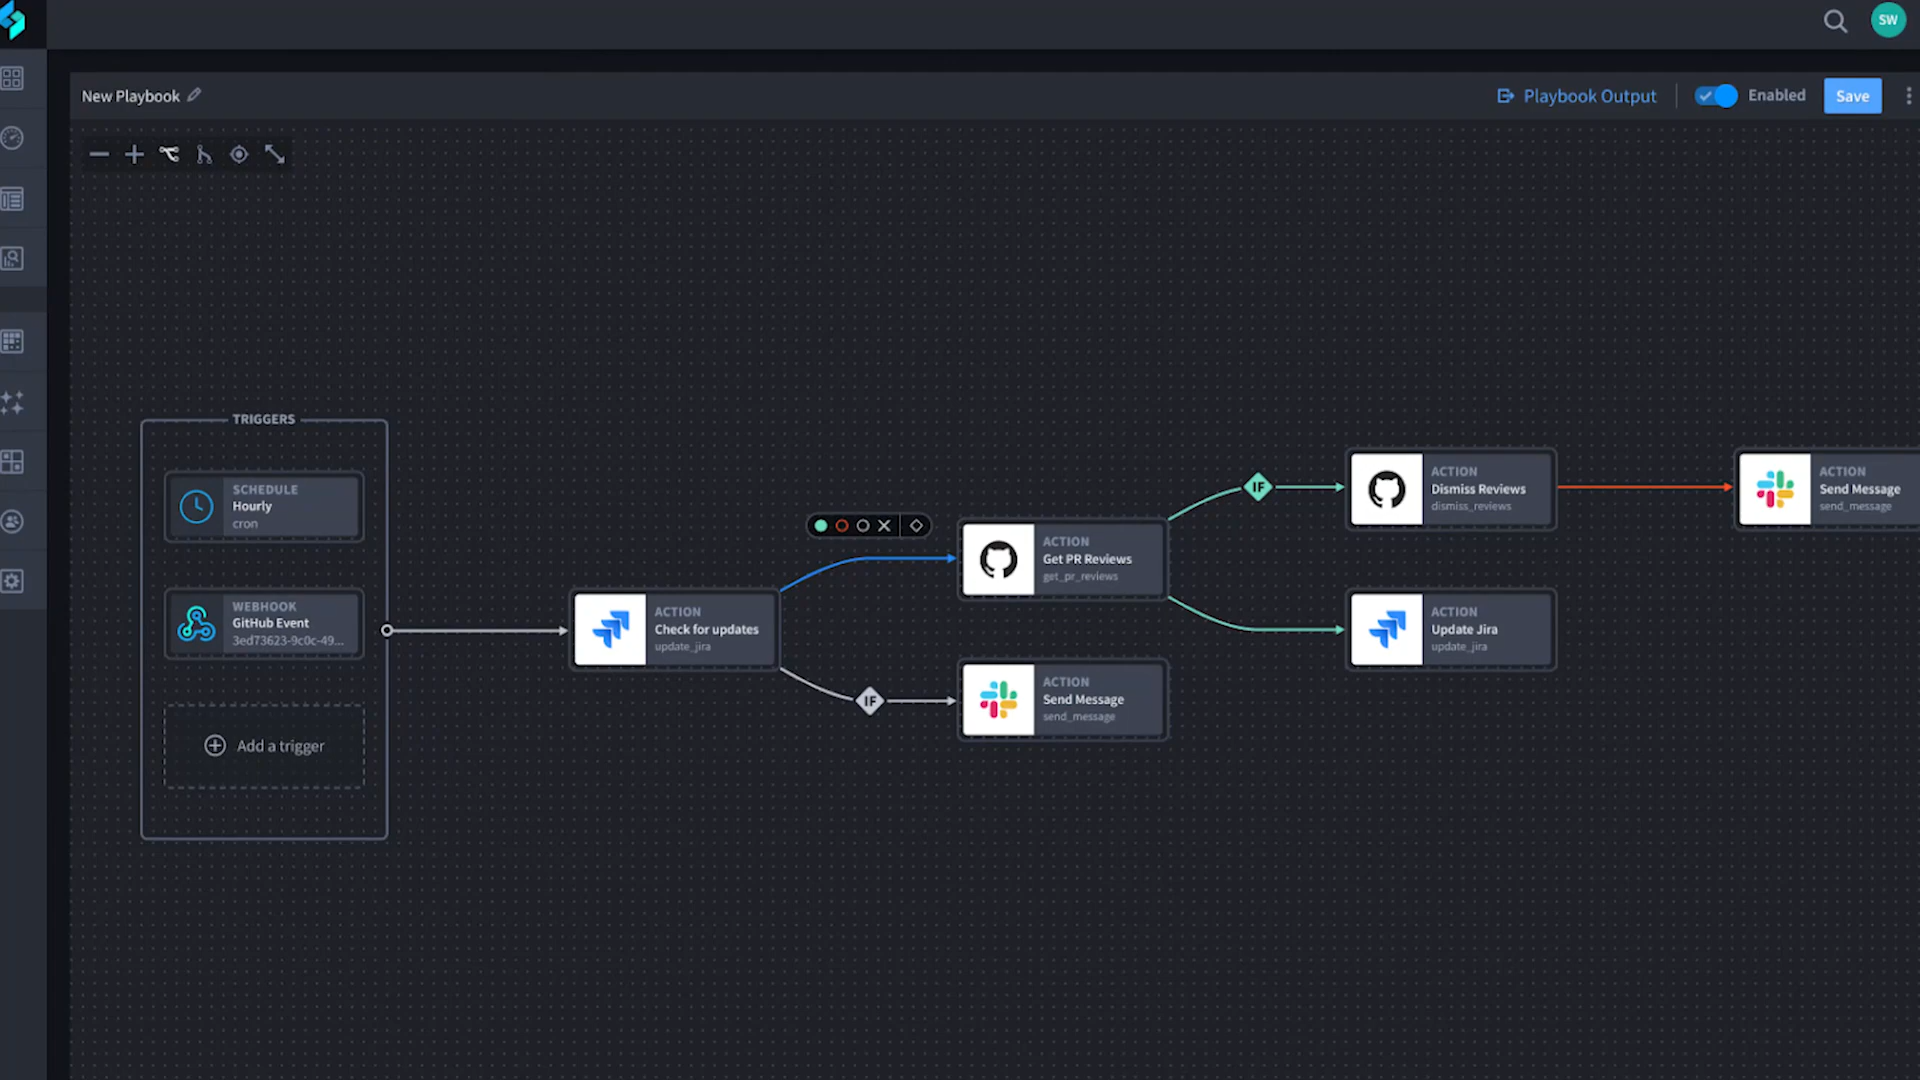 SW
New Playbook
Playbook Output
Enabled
Save
TRIGGERS
SCHEDULE
Hourly
cron
WEBHOOK
GitHub Event
3ed73623-9c0c-49...
Add a trigger
ACTION
Check for updates
update_jira
ACTION
Get PR Reviews
get_pr_reviews
IF
ACTION
Send Message
send_message
IF
ACTION
Dismiss Reviews
dismiss_reviews
ACTION
Update Jira
update_jira
ACTION
Send Message
send_message